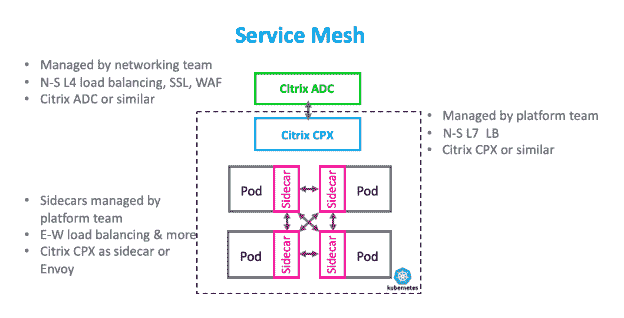 Service Mesh
• Managed by networking team
• N-S L4 load balancing, SSL, WAF
• Citrix ADC or similar
Citrix ADC
Citrix CPX
• Managed by platform team
• N-S L7 LB
• Citrix CPX or similar
• Sidecars managed by
platform team
• E-W load balancing & more
• Citrix CPX as sidecar or
Envoy
Pod
Sidecar
Sidecar
Pod
Pod
Sidecar
Sidecar
Pod
kubernetes